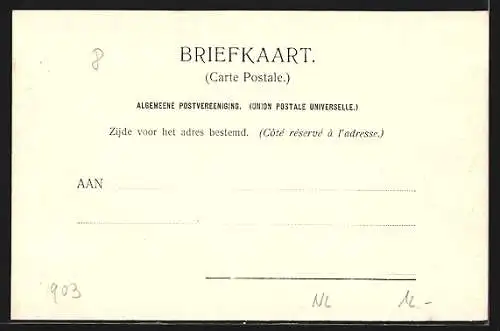 8
BRIEFKAART.
(Carte Postale.)
ALGEMEENE POSTVEREENIGING. (UNION POSTALE UNIVERSELLE.)
Zijde voor het adres bestemd. (Côté réservé à l'adresse.)
AAN
903
NL 12-